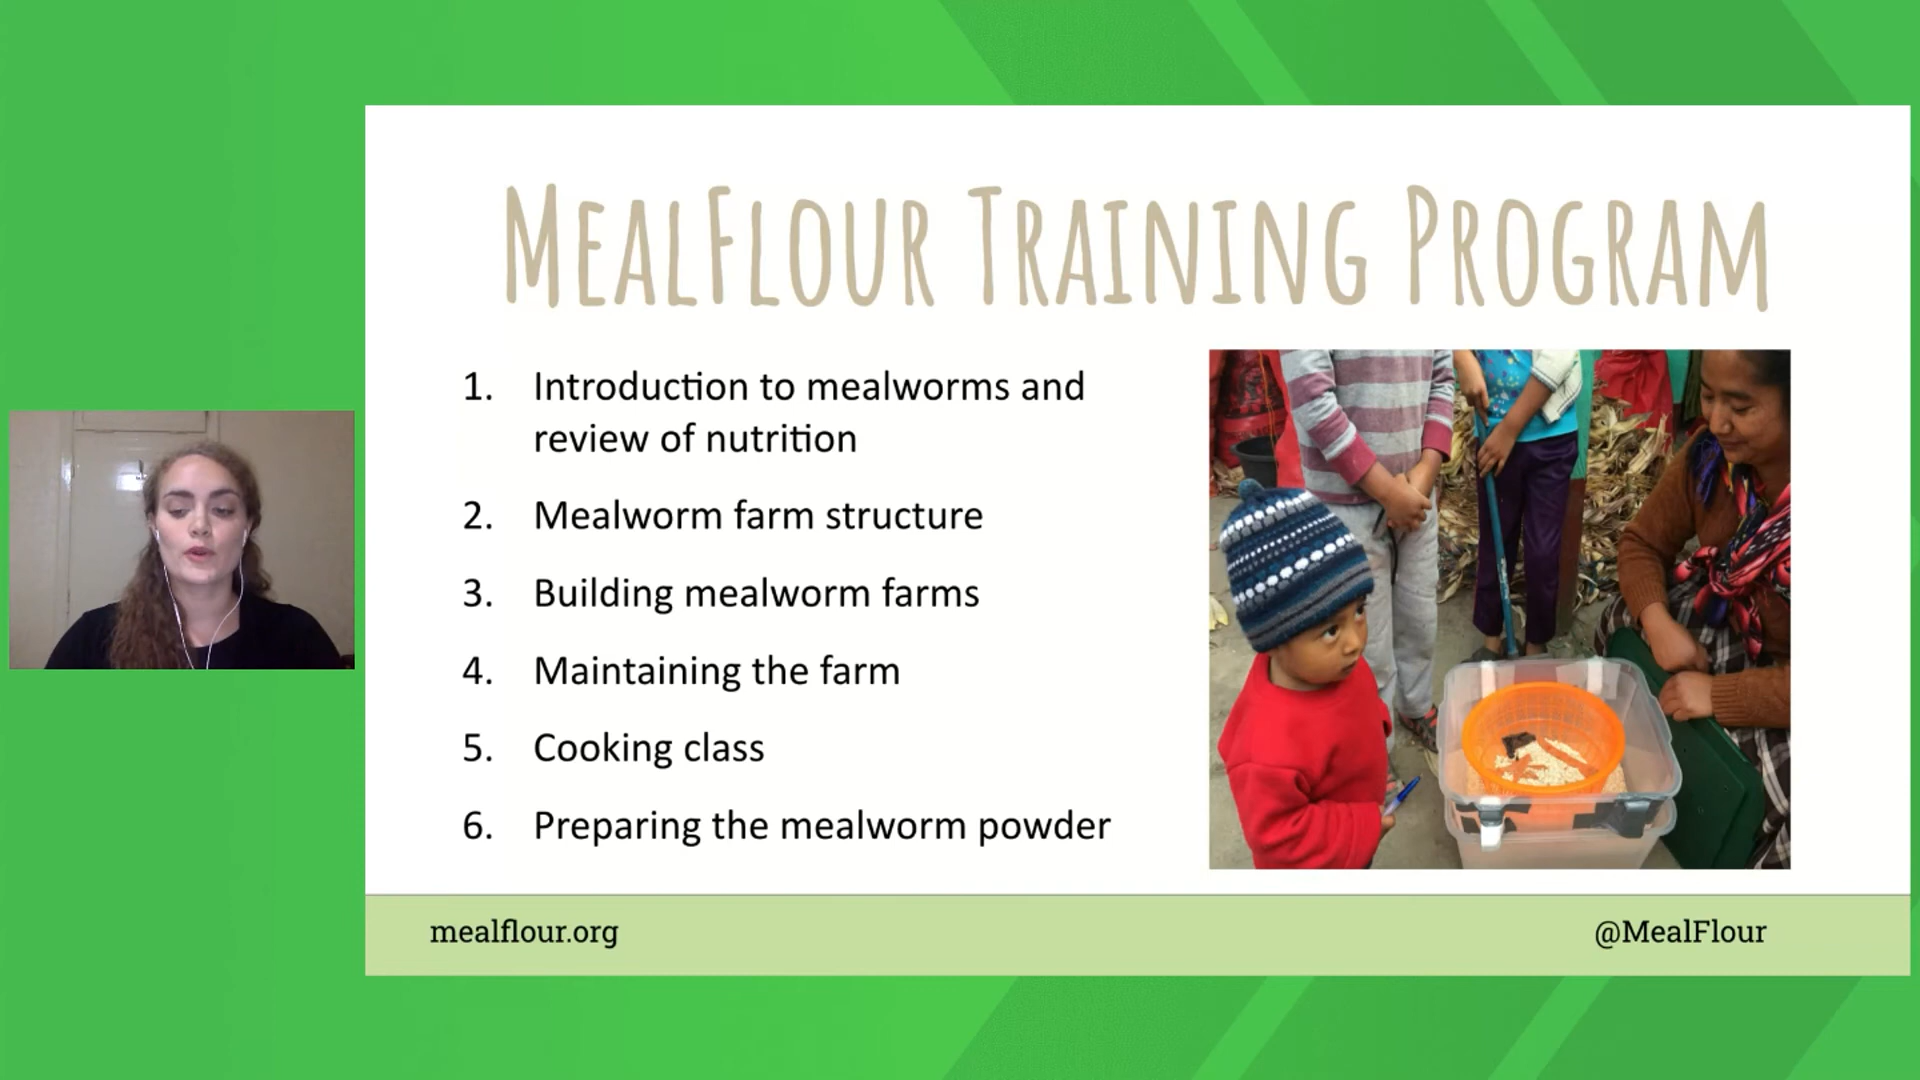 MealFlour Training Program
1. Introduction to mealworms and
review of nutrition
2. Mealworm farm structure
3. Building mealworm farms
4. Maintaining the farm
5. Cooking class
6. Preparing the mealworm powder
mealflour.org
@MealFlour